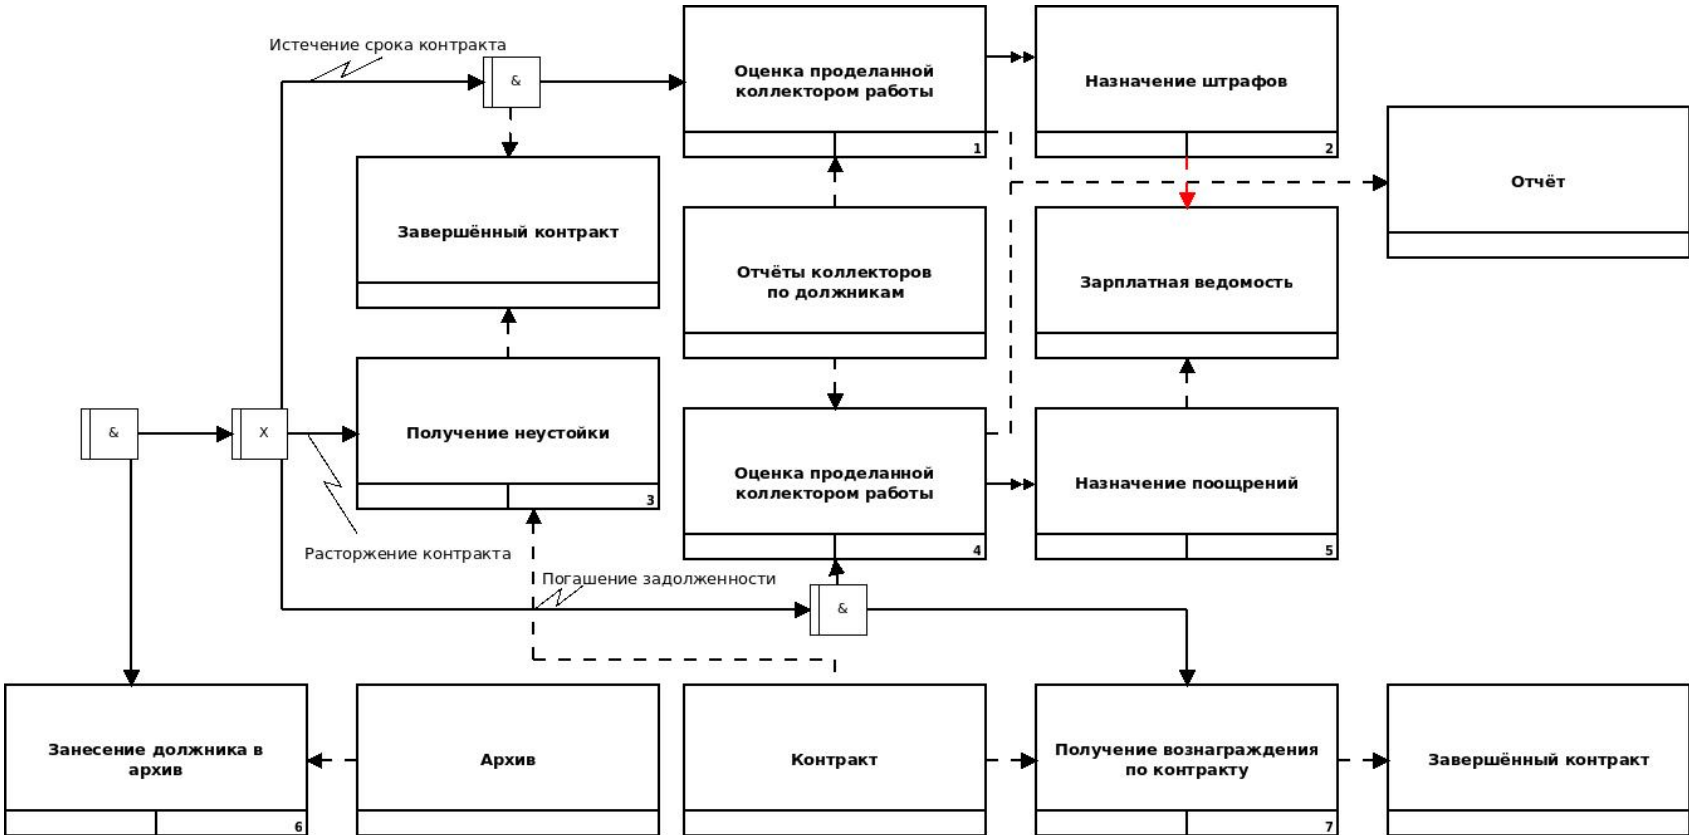 Истечение срока контракта
&
Оценка проделанной
коллектором работы
1
Назначение штрафов
2
Отчёт
Завершённый контракт
Отчёты коллекторов
по должникам
Зарплатная ведомость
&
X
Получение неустойки
3
Расторжение контракта
Оценка проделанной
коллектором работы
4
Назначение поощрений
5
Погашение задолженности
&
Занесение должника в
архив
6
Архив
Контракт
Получение вознаграждения
по контракту
7
Завершённый контракт